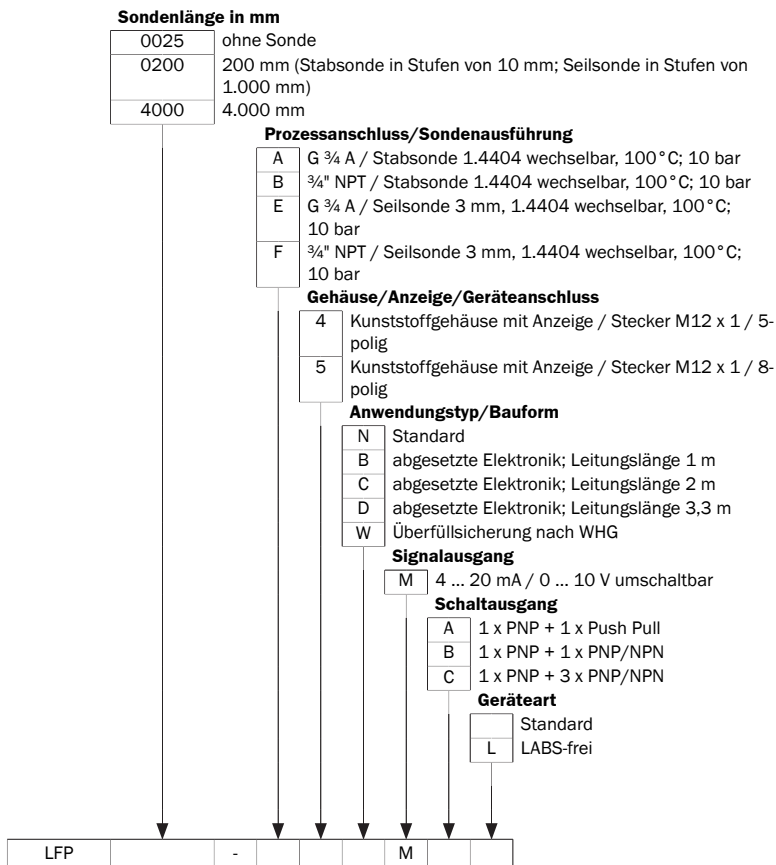 Sondenlänge in mm
0025 ohne Sonde
0200 200 mm (Stabsonde in Stufen von 10 mm; Seilsonde in Stufen von
1.000 mm)
4000 4.000 mm
Prozessanschluss/Sondenausführung
A G ¾ A / Stabsonde 1.4404 wechselbar, 100°C; 10 bar
B ¾" NPT / Stabsonde 1.4404 wechselbar, 100°C; 10 bar
E G ¾ A / Seilsonde 3 mm, 1.4404 wechselbar, 100°C;
10 bar
F ¾" NPT / Seilsonde 3 mm, 1.4404 wechselbar, 100°C;
10 bar
Gehäuse/Anzeige/Geräteanschluss
4 Kunststoffgehäuse mit Anzeige / Stecker M12 x 1 / 5-
polig
5 Kunststoffgehäuse mit Anzeige / Stecker M12 x 1 / 8-
polig
Anwendungstyp/Bauform
N Standard
B abgesetzte Elektronik; Leitungslänge 1 m
C abgesetzte Elektronik; Leitungslänge 2 m
D abgesetzte Elektronik; Leitungslänge 3,3 m
W Überfüllsicherung nach WHG
Signalausgang
M 4 ... 20 mA / 0 ... 10 V umschaltbar
Schaltausgang
A 1 x PNP + 1 x Push Pull
B 1 x PNP + 1 x PNP/NPN
C 1 x PNP + 3 x PNP/NPN
Geräteart
Standard
L LABS-frei
LFP - M